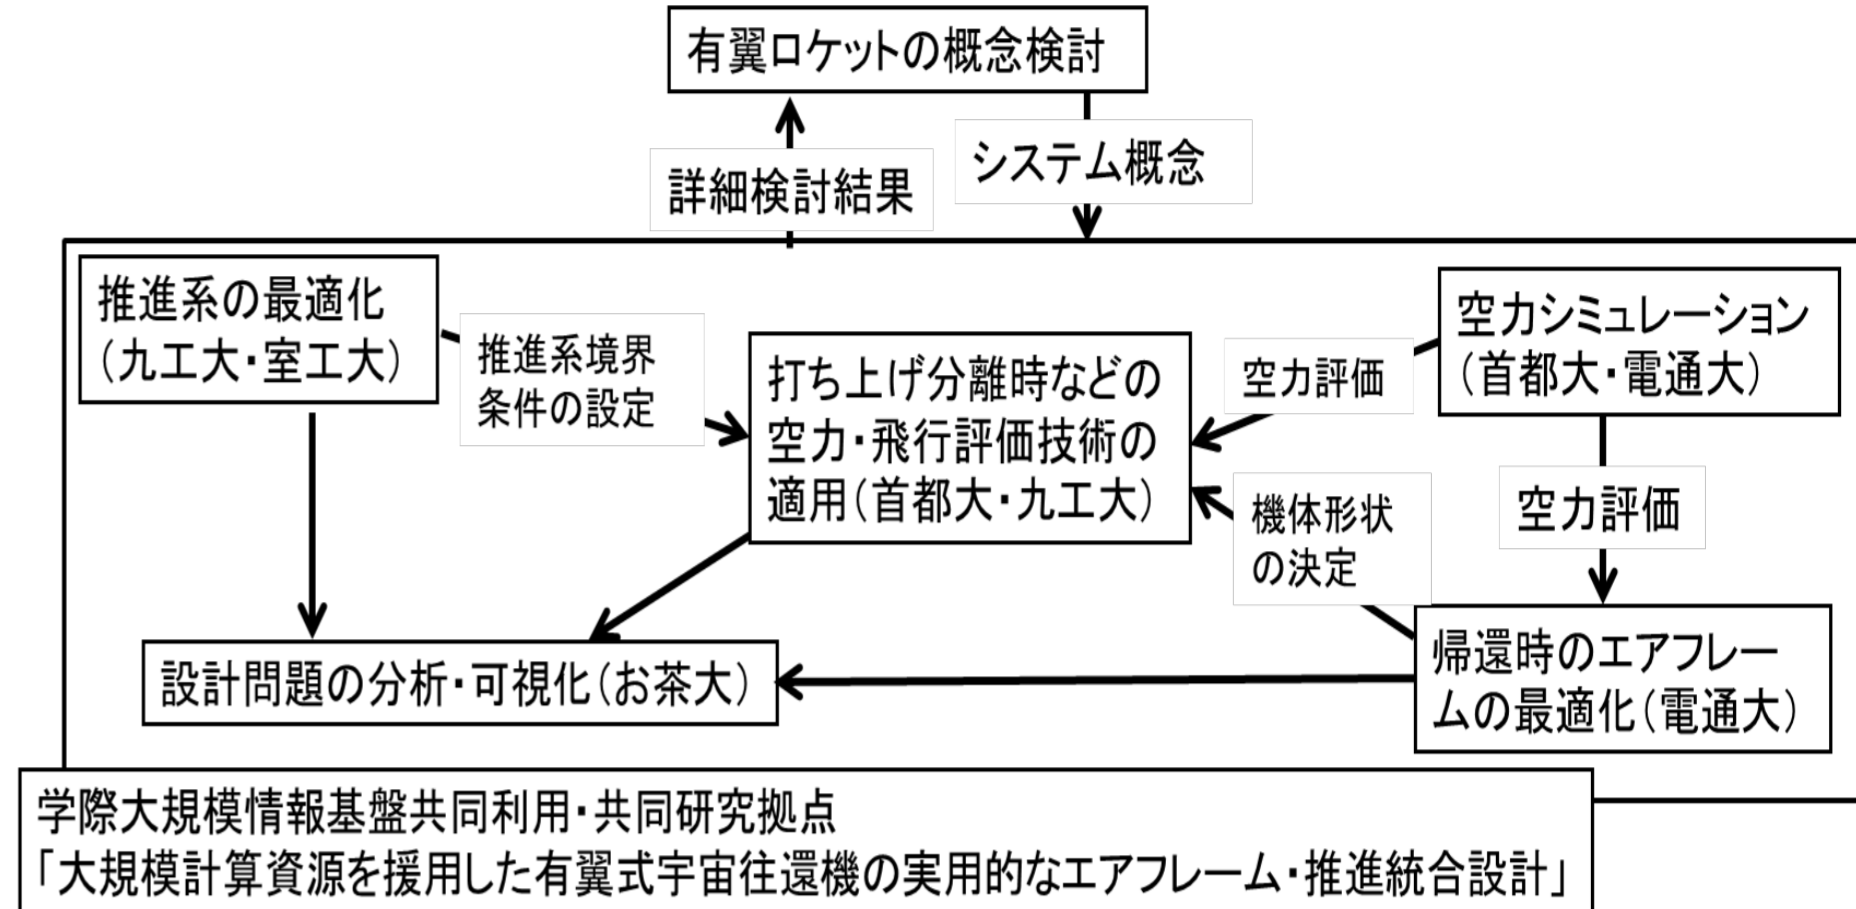 有翼ロケットの概念検討
詳細検討結果
システム概念
推進系の最適化
(九工大・室工大)
推進系境界
条件の設定
打ち上げ分離時などの
空力・飛行評価技術の
適用(首都大・九工大)
空力評価
空力シミュレーション
(首都大・電通大)
機体形状
の決定
空力評価
設計問題の分析・可視化(お茶大)
帰還時のエアフレー
ムの最適化(電通大)
学際大規模情報基盤共同利用・共同研究拠点
「大規模計算資源を援用した有翼式宇宙往還機の実用的なエアフレーム・推進統合設計」